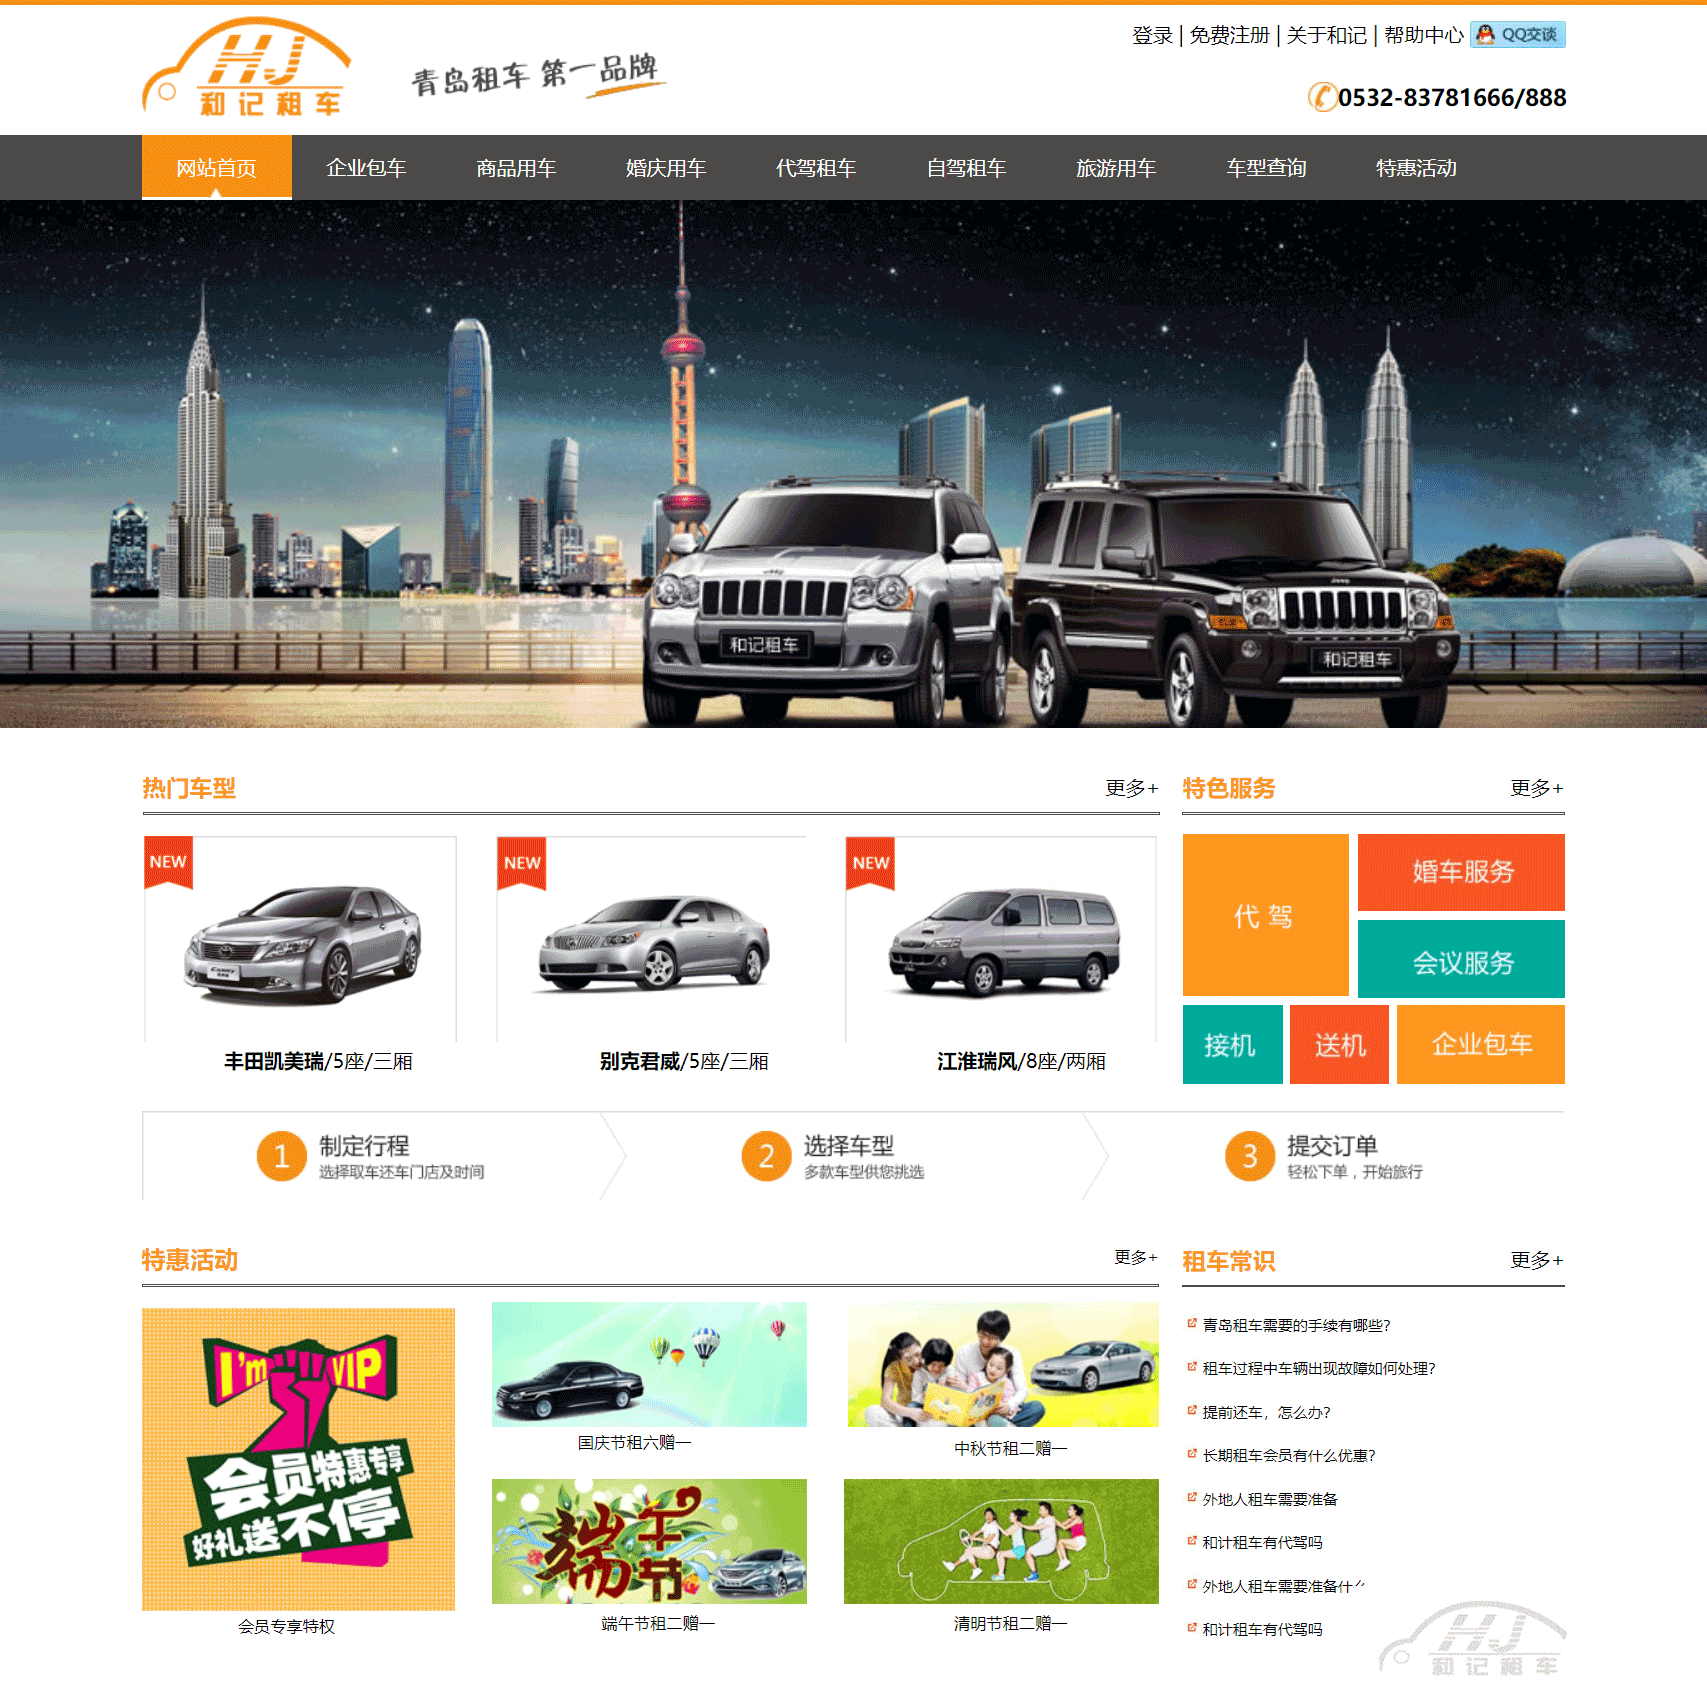 登录 | 免费注册 | 关于和记 | 帮助中心 QQ交谈
HJ
和记租车
青岛租车 第一品牌
0532-83781666/888
网站首页 企业包车 商品用车 婚庆用车 代驾租车 自驾租车 旅游用车 车型查询 特惠活动
和记租车
和记租车
热门车型 更多+
NEW
NEW
NEW
丰田凯美瑞/5座/三厢
别克君威/5座/三厢
江淮瑞风/8座/两厢
特色服务 更多+
代 驾
婚车服务
会议服务
接机
送机
企业包车
1 制定行程
选择取车还车门店及时间
2 选择车型
多款车型供您挑选
3 提交订单
轻松下单，开始旅行
特惠活动 更多+
I'm VIP
会员特惠专享
好礼送不停
会员专享特权
国庆节租六赠一
中秋节租二赠一
端午节
端午节租二赠一
清明节租二赠一
租车常识 更多+
青岛租车需要的手续有哪些?
租车过程中车辆出现故障如何处理?
提前还车，怎么办?
长期租车会员有什么优惠?
外地人租车需要准备
和计租车有代驾吗
外地人租车需要准备什
和计租车有代驾吗
HJ
和记租车